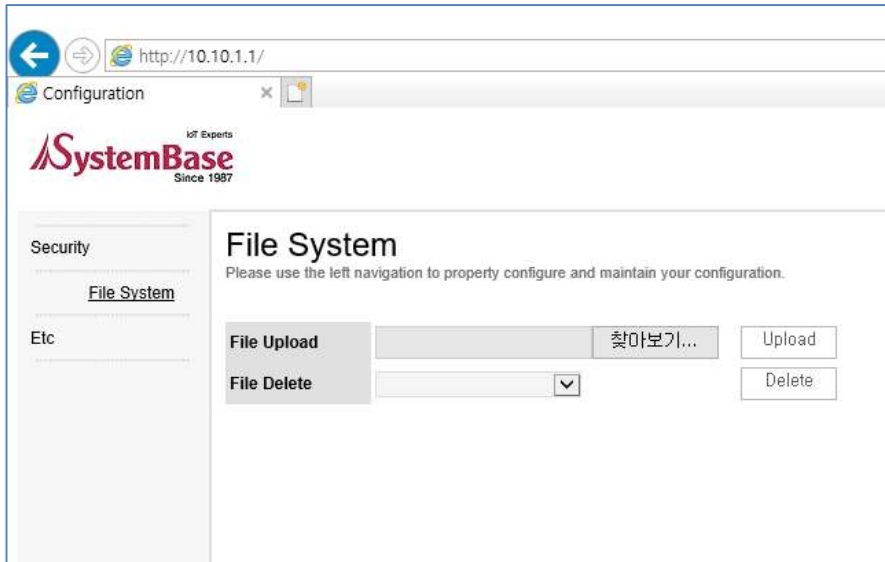 http://10.10.1.1/
Configuration
IoT Experts
SystemBase
Since 1987
Security
File System
Etc
File System
Please use the left navigation to property configure and maintain your configuration.
File Upload 찾아보기... Upload
File Delete Delete